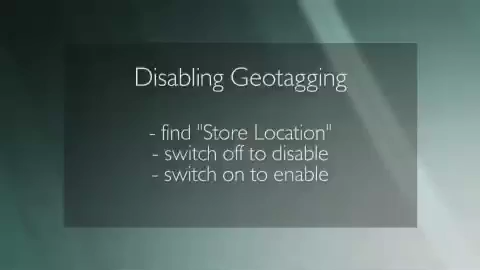 Disabling Geotagging
- find "Store Location"
- switch off to disable
- switch on to enable